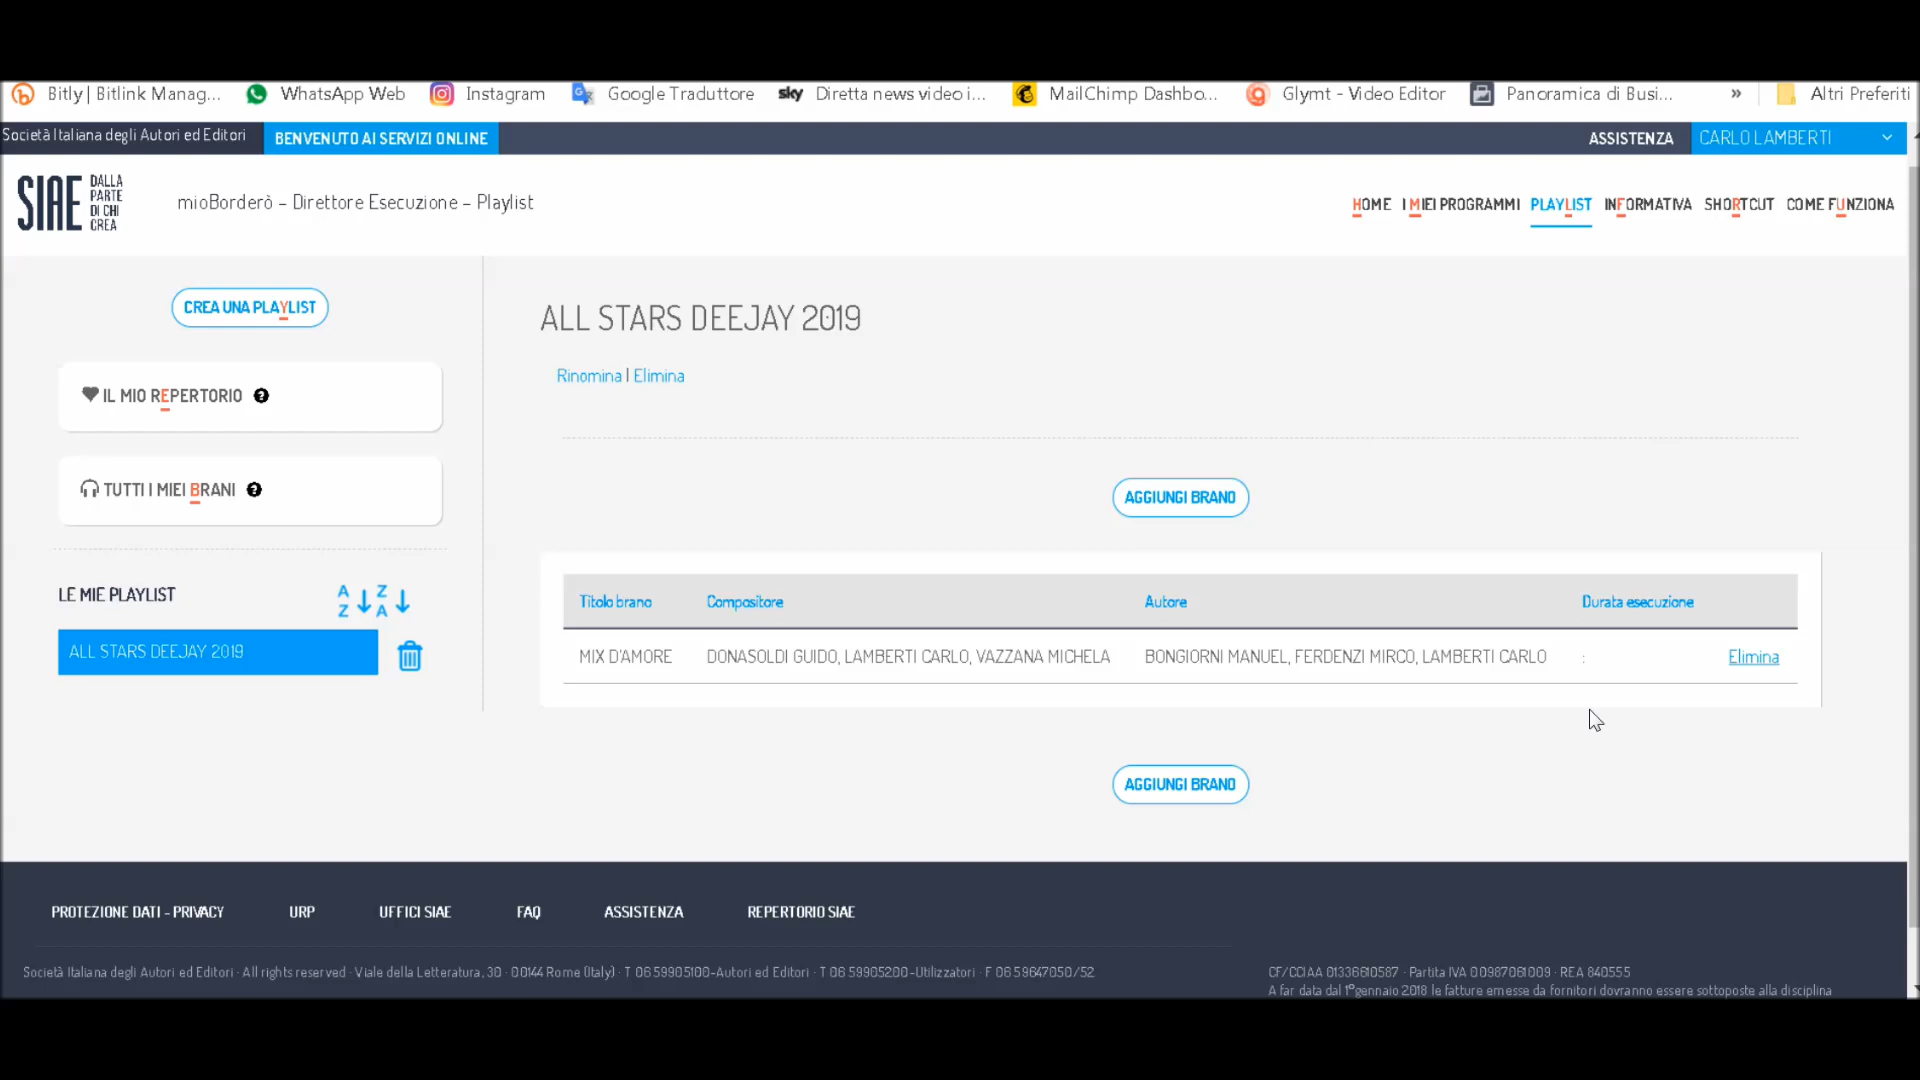 Bitly | Bitlink Manag... WhatsApp Web Instagram Google Traduttore sky Diretta news video i... MailChimp Dashbo... Glymt - Video Editor Panoramica di Busi... » Altri Preferiti
Società Italiana degli Autori ed Editori BENVENUTO AI SERVIZI ONLINE ASSISTENZA CARLO LAMBERTI
SIAE DALLA PARTE DI CHI CREA
mioBorderò – Direttore Esecuzione – Playlist
HOME I MIEI PROGRAMMI PLAYLIST INFORMATIVA SHORTCUT COME FUNZIONA
CREA UNA PLAYLIST
ALL STARS DEEJAY 2019
Rinomina | Elimina
IL MIO REPERTORIO ?
AGGIUNGI BRANO
TUTTI I MIEI BRANI ?
LE MIE PLAYLIST A Z Z A
ALL STARS DEEJAY 2019
Titolo brano Compositore Autore Durata esecuzione
MIX D'AMORE DONASOLDI GUIDO, LAMBERTI CARLO, VAZZANA MICHELA BONGIORNI MANUEL, FERDENZI MIRCO, LAMBERTI CARLO : Elimina
AGGIUNGI BRANO
PROTEZIONE DATI - PRIVACY URP UFFICI SIAE FAQ ASSISTENZA REPERTORIO SIAE
Società Italiana degli Autori ed Editori · All rights reserved · Viale della Letteratura, 30 · 00144 Rome (Italy) · T 06 59905100-Autori ed Editori · T 06 59905200-Utilizzatori · F 06 59647050/52
CF/CCIAA 01336610587 · Partita IVA 00987061009 · REA 840555
A far data dal 1° gennaio 2018 le fatture emesse da fornitori dovranno essere sottoposte alla disciplina